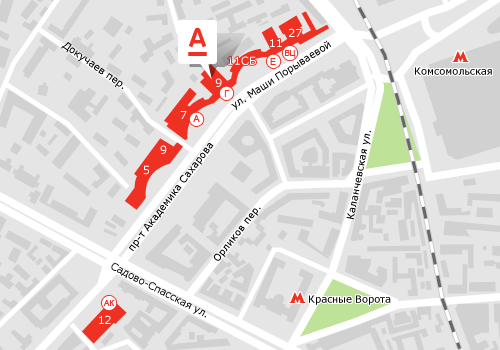 А
27
11
ВЦ
11СБ
Е
Докучаев пер.
9
Г
ул. Маши Порываевой
М
Комсомольская
7
А
9
5
пр-т Академика Сахарова
Каланчевская ул.
Орликов пер.
Садово-Спасская ул.
М
Красные Ворота
АК
12